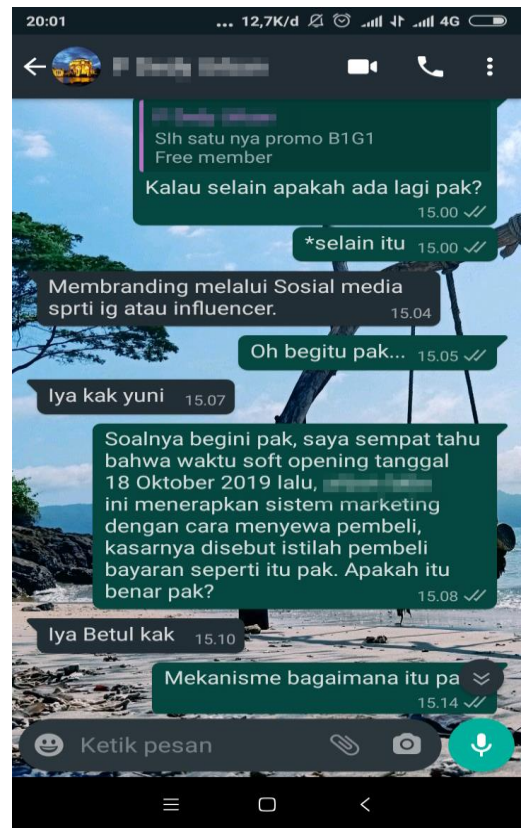 20:01 ... 12,7K/d 4G
Slh satu nya promo B1G1
Free member
Kalau selain apakah ada lagi pak?
15.00
*selain itu 15.00
Membranding melalui Sosial media
sprti ig atau influencer. 15.04
Oh begitu pak... 15.05
Iya kak yuni 15.07
Soalnya begini pak, saya sempat tahu
bahwa waktu soft opening tanggal
18 Oktober 2019 lalu,
ini menerapkan sistem marketing
dengan cara menyewa pembeli,
kasarnya disebut istilah pembeli
bayaran seperti itu pak. Apakah itu
benar pak? 15.08
Iya Betul kak 15.10
Mekanisme bagaimana itu pa
15.14
Ketik pesan